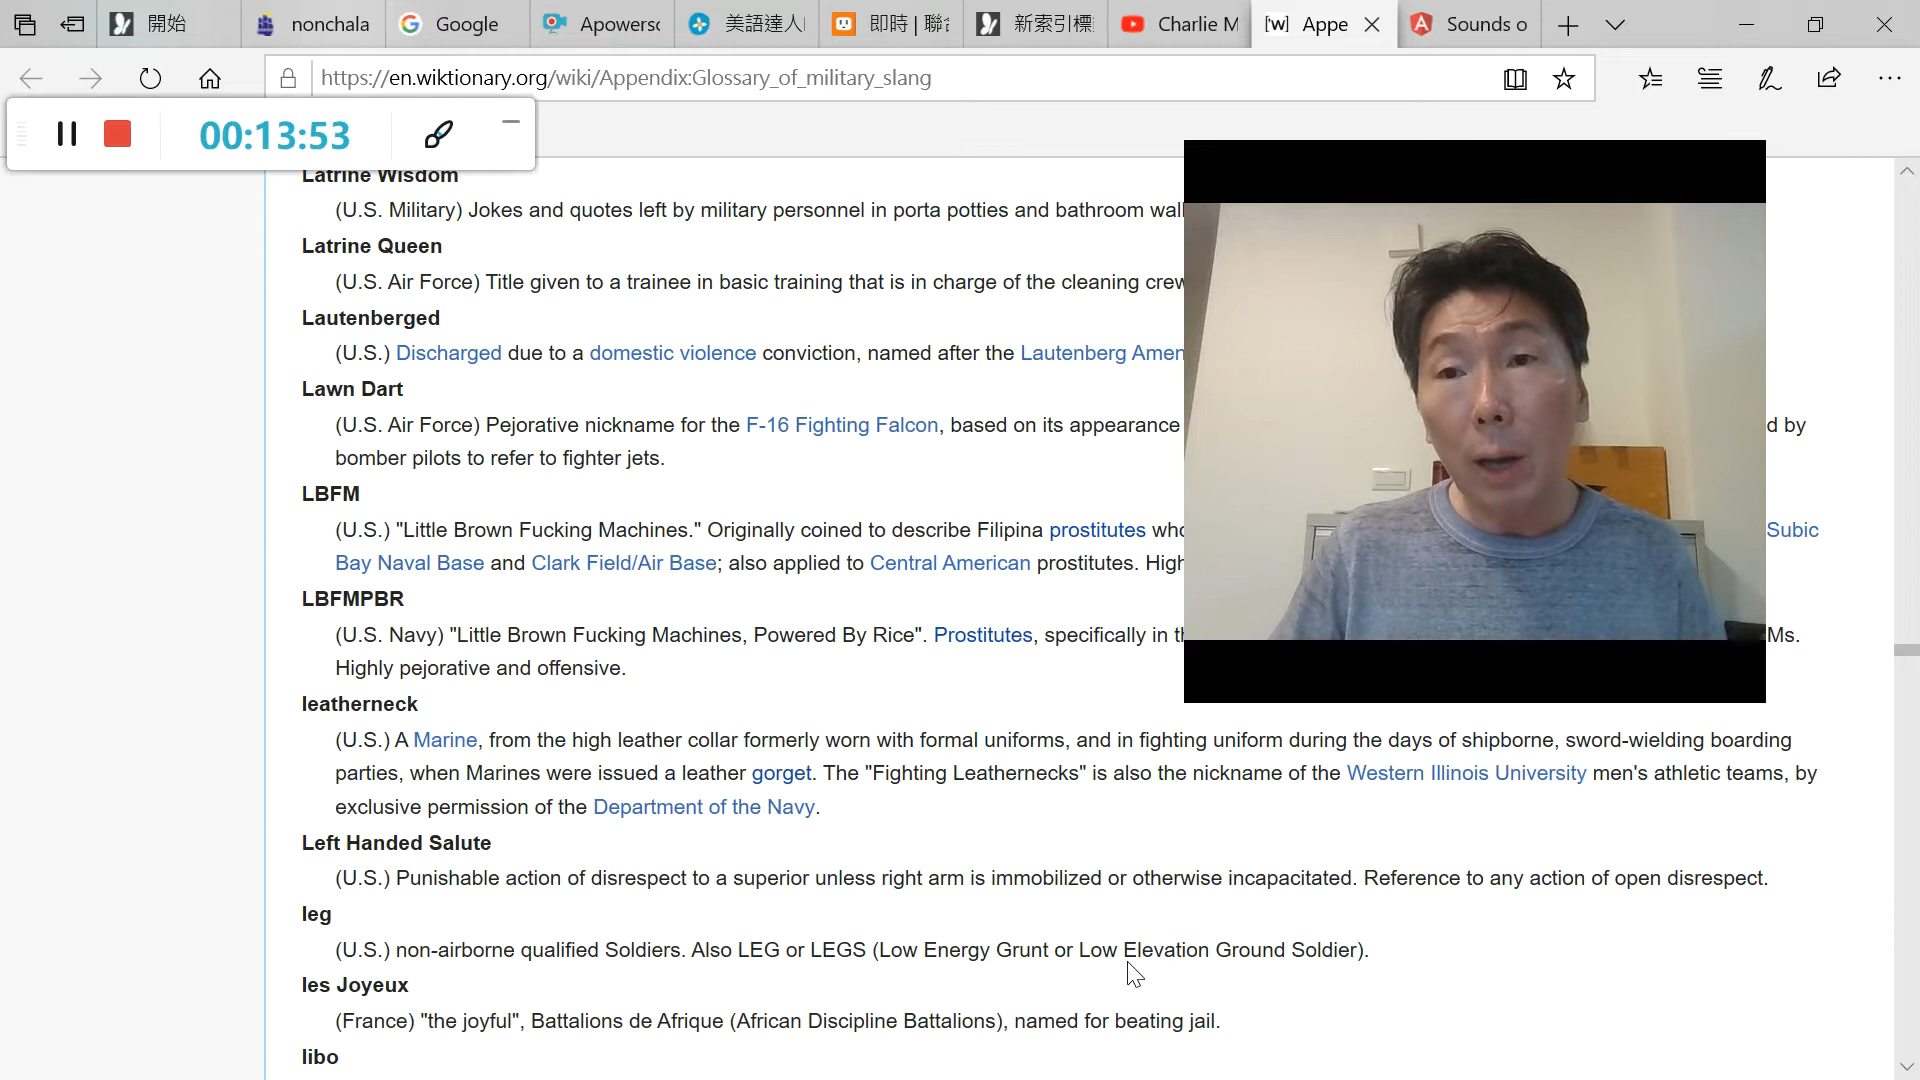 開始
nonchala
Google
Apowersc
美語達人
即時 | 聯
新索引標
Charlie M
Appe
Sounds o
https://en.wiktionary.org/wiki/Appendix:Glossary_of_military_slang
00:13:53
Latrine Wisdom
(U.S. Military) Jokes and quotes left by military personnel in porta potties and bathroom wal
Latrine Queen
(U.S. Air Force) Title given to a trainee in basic training that is in charge of the cleaning crew
Lautenberged
(U.S.) Discharged due to a domestic violence conviction, named after the Lautenberg Amen
Lawn Dart
(U.S. Air Force) Pejorative nickname for the F-16 Fighting Falcon, based on its appearance d by
bomber pilots to refer to fighter jets.
LBFM
(U.S.) "Little Brown Fucking Machines." Originally coined to describe Filipina prostitutes who Subic
Bay Naval Base and Clark Field/Air Base; also applied to Central American prostitutes. High
LBFMPBR
(U.S. Navy) "Little Brown Fucking Machines, Powered By Rice". Prostitutes, specifically in th Ms.
Highly pejorative and offensive.
leatherneck
(U.S.) A Marine, from the high leather collar formerly worn with formal uniforms, and in fighting uniform during the days of shipborne, sword-wielding boarding
parties, when Marines were issued a leather gorget. The "Fighting Leathernecks" is also the nickname of the Western Illinois University men's athletic teams, by
exclusive permission of the Department of the Navy.
Left Handed Salute
(U.S.) Punishable action of disrespect to a superior unless right arm is immobilized or otherwise incapacitated. Reference to any action of open disrespect.
leg
(U.S.) non-airborne qualified Soldiers. Also LEG or LEGS (Low Energy Grunt or Low Elevation Ground Soldier).
les Joyeux
(France) "the joyful", Battalions de Afrique (African Discipline Battalions), named for beating jail.
libo